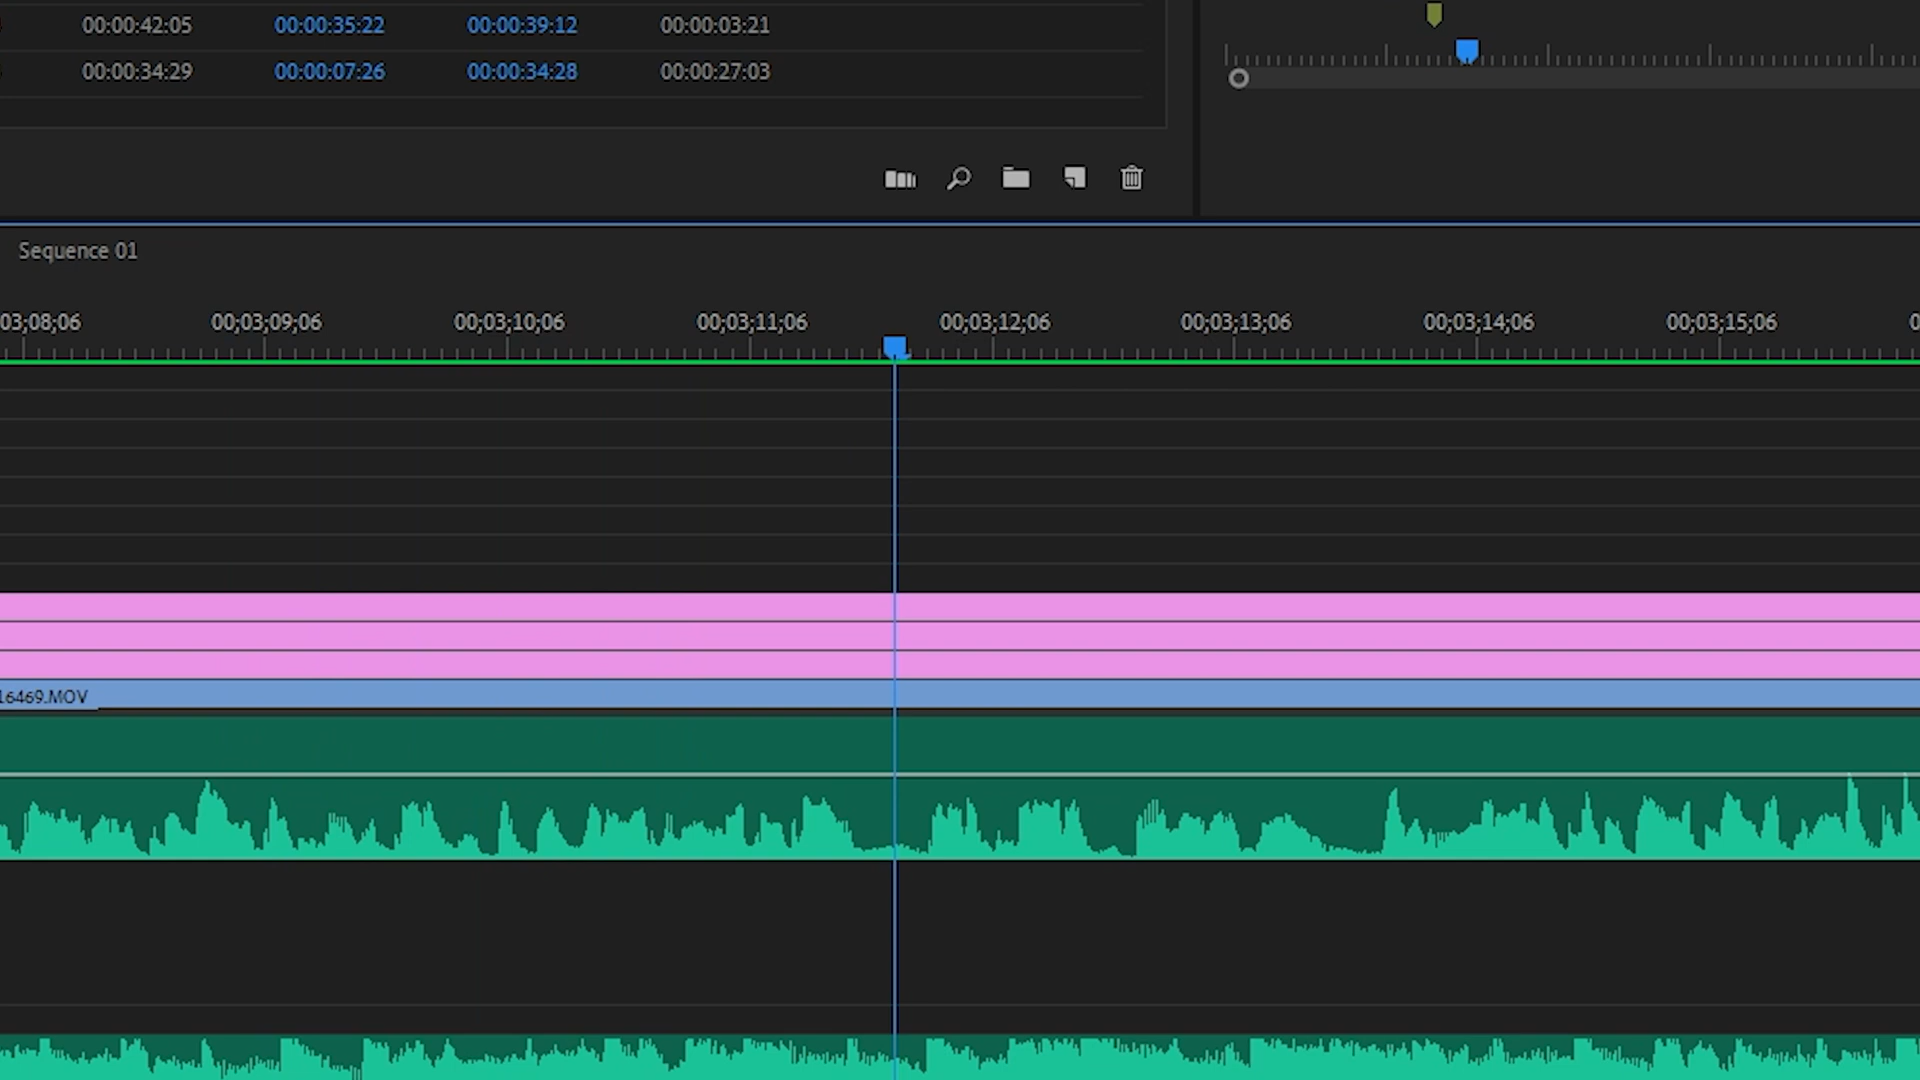 00:00:42:05 00:00:35:22 00:00:39:12 00:00:03:21
00:00:34:29 00:00:07:26 00:00:34:28 00:00:27:03
Sequence 01
03;08;06 00;03;09;06 00;03;10;06 00;03;11;06 00;03;12;06 00;03;13;06 00;03;14;06 00;03;15;06 0
16469.MOV